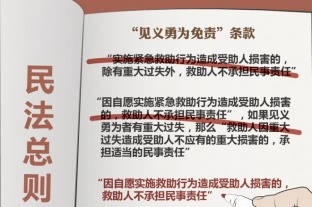 民法总则
“见义勇为免责”条款
“实施紧急救助行为造成受助人损害的，
除有重大过失外，救助人不承担民事责任”
“因自愿实施紧急救助行为造成受助人损害
的，救助人不承担民事责任”，如果见义
勇为者有重大过失，那么“救助人因重大
过失造成受助人不应有的重大损害的，承
担适当的民事责任”
“因自愿实施紧急救助行为造成受助人损害
的，救助人不承担民事责任”